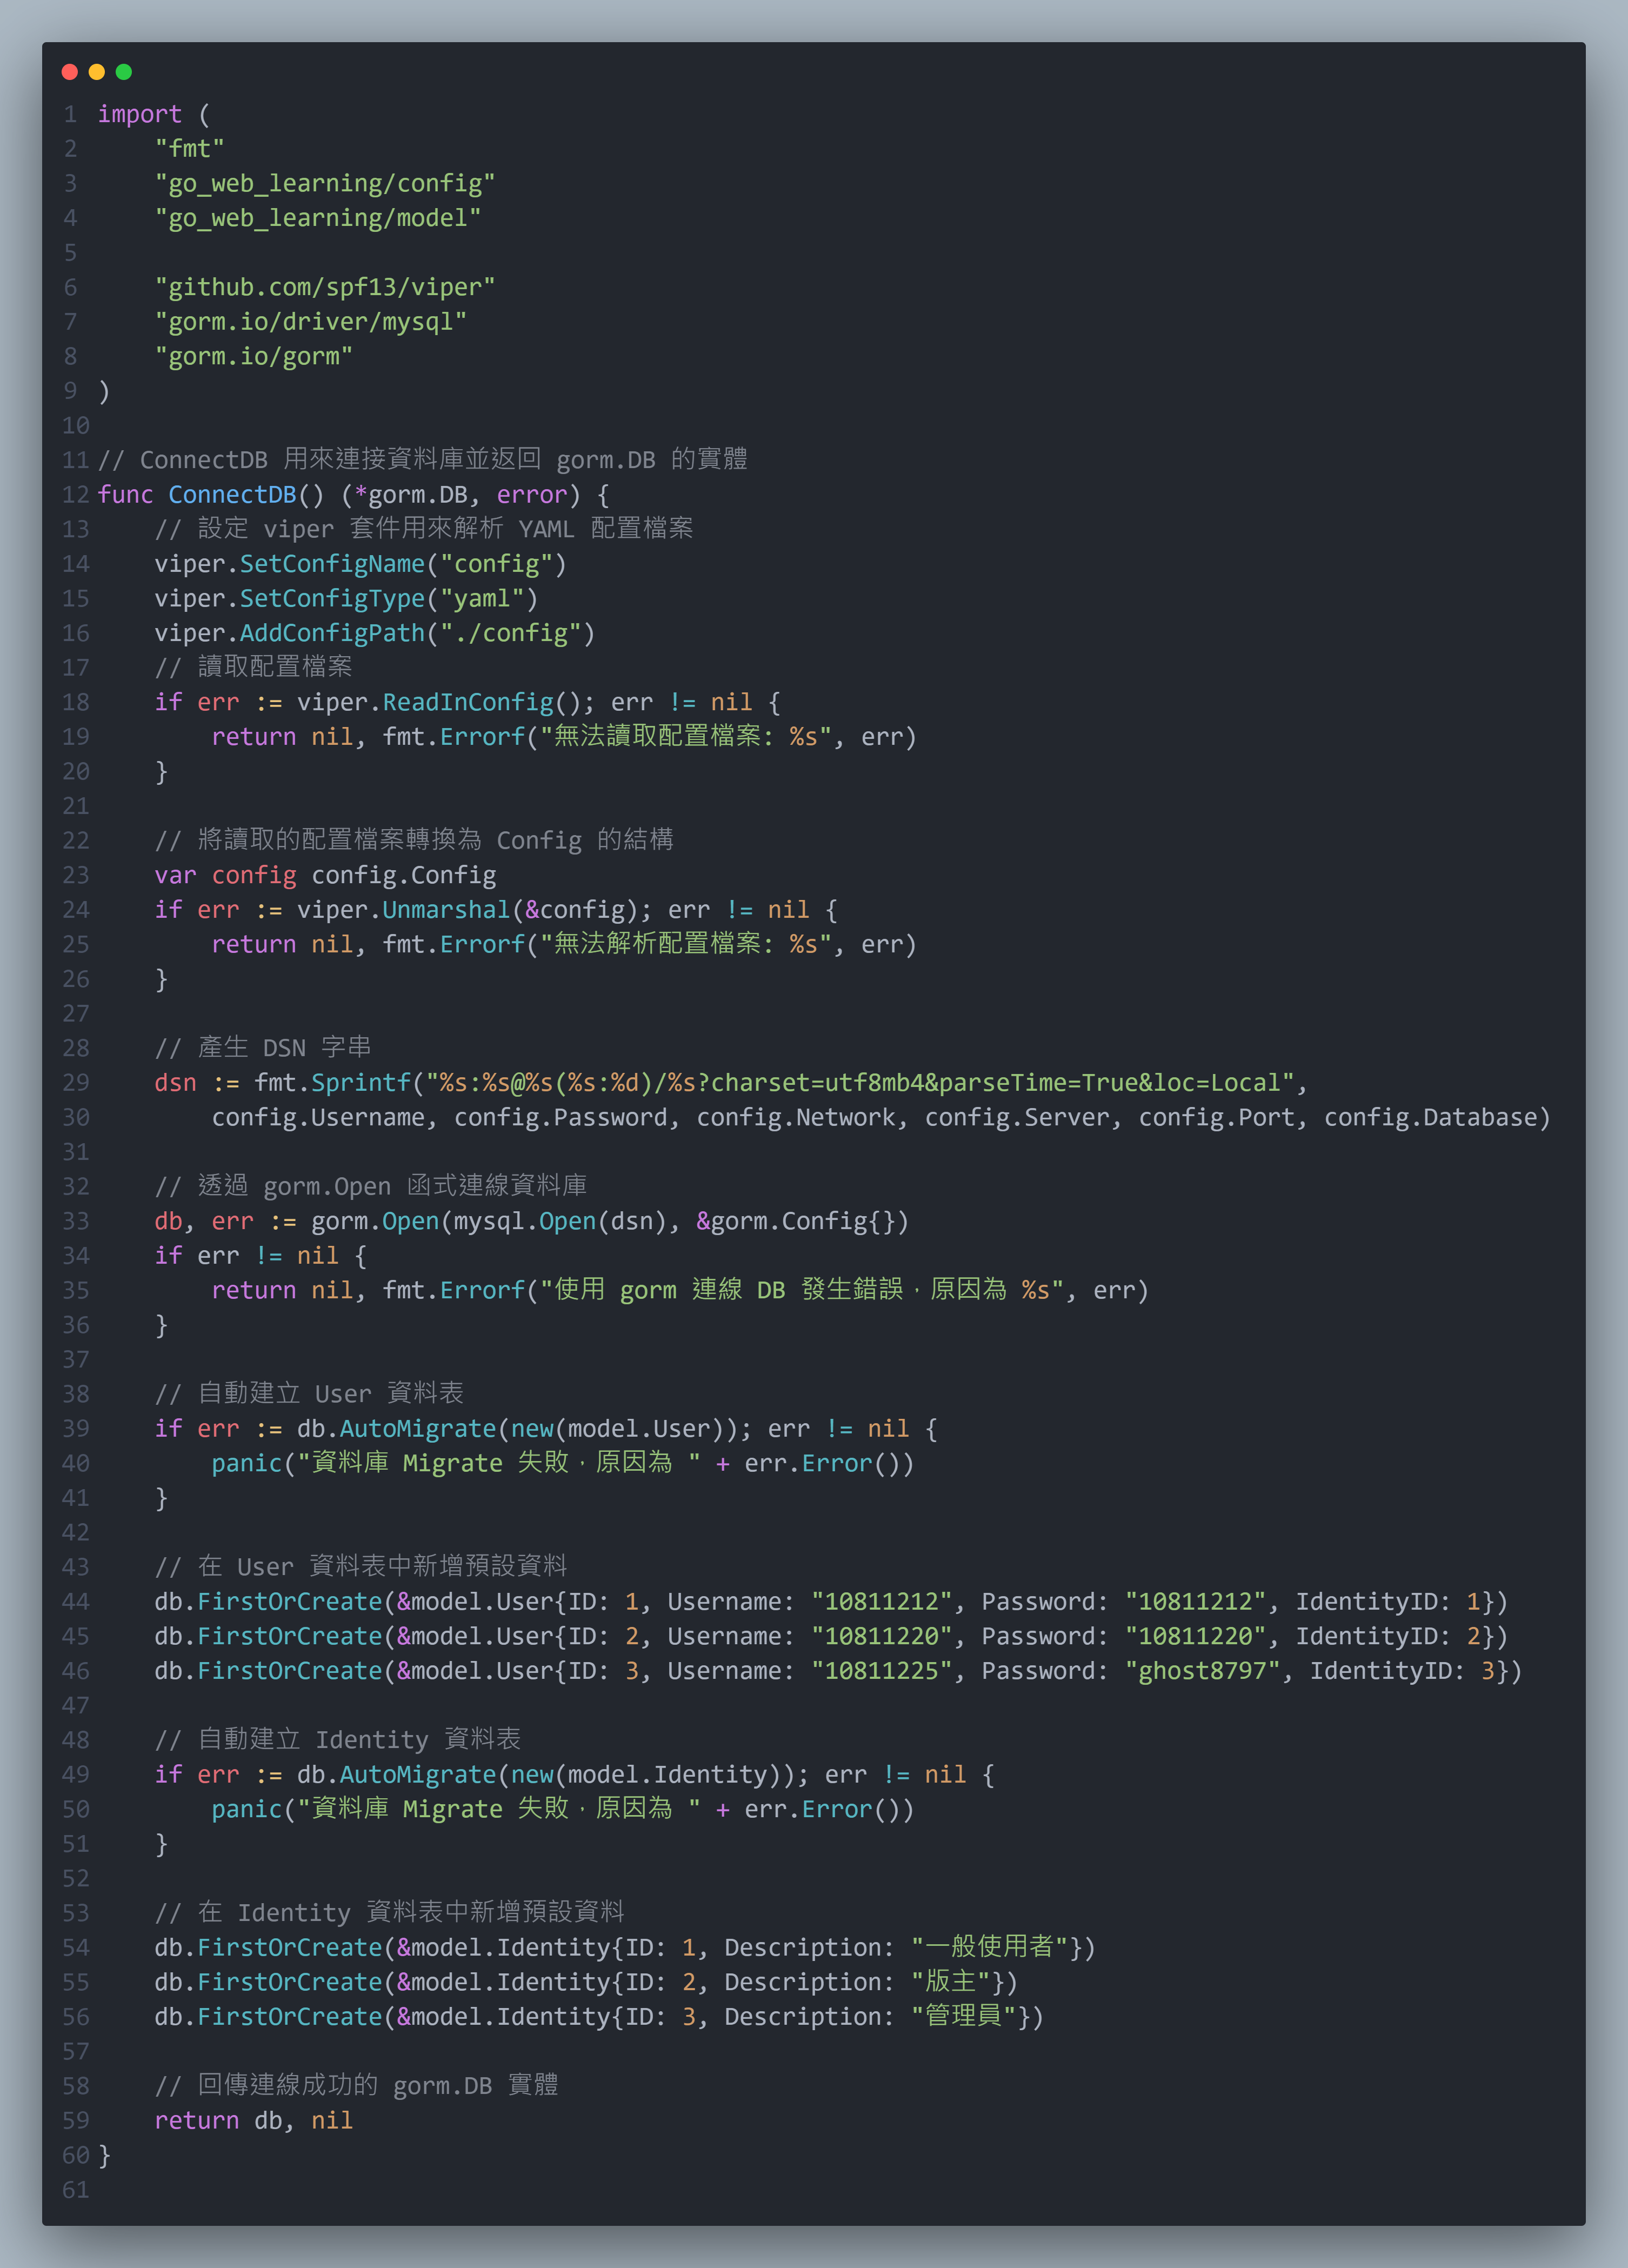 1 import (
2     "fmt"
3     "go_web_learning/config"
4     "go_web_learning/model"
5
6     "github.com/spf13/viper"
7     "gorm.io/driver/mysql"
8     "gorm.io/gorm"
9 )
10
11 // ConnectDB 用來連接資料庫並返回 gorm.DB 的實體
12 func ConnectDB() (*gorm.DB, error) {
13     // 設定 viper 套件用來解析 YAML 配置檔案
14     viper.SetConfigName("config")
15     viper.SetConfigType("yaml")
16     viper.AddConfigPath("./config")
17     // 讀取配置檔案
18     if err := viper.ReadInConfig(); err != nil {
19         return nil, fmt.Errorf("無法讀取配置檔案: %s", err)
20     }
21
22     // 將讀取的配置檔案轉換為 Config 的結構
23     var config config.Config
24     if err := viper.Unmarshal(&config); err != nil {
25         return nil, fmt.Errorf("無法解析配置檔案: %s", err)
26     }
27
28     // 產生 DSN 字串
29     dsn := fmt.Sprintf("%s:%s@%s(%s:%d)/%s?charset=utf8mb4&parseTime=True&loc=Local",
30         config.Username, config.Password, config.Network, config.Server, config.Port, config.Database)
31
32     // 透過 gorm.Open 函式連線資料庫
33     db, err := gorm.Open(mysql.Open(dsn), &gorm.Config{})
34     if err != nil {
35         return nil, fmt.Errorf("使用 gorm 連線 DB 發生錯誤，原因為 %s", err)
36     }
37
38     // 自動建立 User 資料表
39     if err := db.AutoMigrate(new(model.User)); err != nil {
40         panic("資料庫 Migrate 失敗，原因為 " + err.Error())
41     }
42
43     // 在 User 資料表中新增預設資料
44     db.FirstOrCreate(&model.User{ID: 1, Username: "10811212", Password: "10811212", IdentityID: 1})
45     db.FirstOrCreate(&model.User{ID: 2, Username: "10811220", Password: "10811220", IdentityID: 2})
46     db.FirstOrCreate(&model.User{ID: 3, Username: "10811225", Password: "ghost8797", IdentityID: 3})
47
48     // 自動建立 Identity 資料表
49     if err := db.AutoMigrate(new(model.Identity)); err != nil {
50         panic("資料庫 Migrate 失敗，原因為 " + err.Error())
51     }
52
53     // 在 Identity 資料表中新增預設資料
54     db.FirstOrCreate(&model.Identity{ID: 1, Description: "一般使用者"})
55     db.FirstOrCreate(&model.Identity{ID: 2, Description: "版主"})
56     db.FirstOrCreate(&model.Identity{ID: 3, Description: "管理員"})
57
58     // 回傳連線成功的 gorm.DB 實體
59     return db, nil
60 }
61